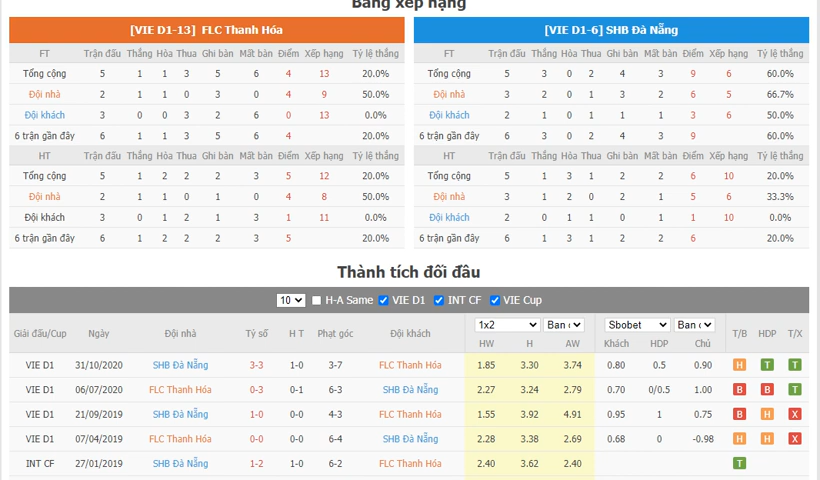 Bảng xếp hạng
[VIE D1-13] FLC Thanh Hóa
FT Trận đấu Thắng Hòa Thua Ghi bàn Mất bàn Điểm Xếp hạng Tỷ lệ thắng
Tổng cộng 5 1 1 3 5 6 4 13 20.0%
Đội nhà 2 1 1 0 3 0 4 9 50.0%
Đội khách 3 0 0 3 2 6 0 13 0.0%
6 trận gần đây 6 1 1 3 5 6 4 20.0%
HT Trận đấu Thắng Hòa Thua Ghi bàn Mất bàn Điểm Xếp hạng Tỷ lệ thắng
Tổng cộng 5 1 2 2 2 3 5 12 20.0%
Đội nhà 2 1 1 0 1 0 4 8 50.0%
Đội khách 3 0 1 2 1 3 1 11 0.0%
6 trận gần đây 6 1 2 2 2 3 5 20.0%
[VIE D1-6] SHB Đà Nẵng
FT Trận đấu Thắng Hòa Thua Ghi bàn Mất bàn Điểm Xếp hạng Tỷ lệ thắng
Tổng cộng 5 3 0 2 4 3 9 6 60.0%
Đội nhà 3 2 0 1 3 2 6 5 66.7%
Đội khách 2 1 0 1 1 1 3 6 50.0%
6 trận gần đây 6 3 0 2 4 3 9 60.0%
HT Trận đấu Thắng Hòa Thua Ghi bàn Mất bàn Điểm Xếp hạng Tỷ lệ thắng
Tổng cộng 5 1 3 1 2 2 6 10 20.0%
Đội nhà 3 1 2 0 2 1 5 6 33.3%
Đội khách 2 0 1 1 0 1 1 10 0.0%
6 trận gần đây 6 1 3 1 2 2 6 20.0%
Thành tích đối đầu
10 H-A Same VIE D1 INT CF VIE Cup
Giải đấu/Cup Ngày Đội nhà Tỷ số H T Phạt góc Đội khách 1x2 Ban Sbobet Ban T/B HDP T/X
HW H AW Khách HDP Chủ
VIE D1 31/10/2020 SHB Đà Nẵng 3-3 1-0 3-7 FLC Thanh Hóa 1.85 3.30 3.74 0.80 0.5 0.90 H T T
VIE D1 06/07/2020 FLC Thanh Hóa 0-3 0-1 6-3 SHB Đà Nẵng 2.27 3.24 2.79 0.70 0/0.5 1.00 B B T
VIE D1 21/09/2019 SHB Đà Nẵng 1-0 0-0 4-3 FLC Thanh Hóa 1.55 3.92 4.91 0.95 1 0.75 B H X
VIE D1 07/04/2019 FLC Thanh Hóa 0-0 0-0 6-4 SHB Đà Nẵng 2.28 3.38 2.69 0.68 0 -0.98 H H X
INT CF 27/01/2019 SHB Đà Nẵng 1-2 1-0 6-2 FLC Thanh Hóa 2.40 3.62 2.40 T